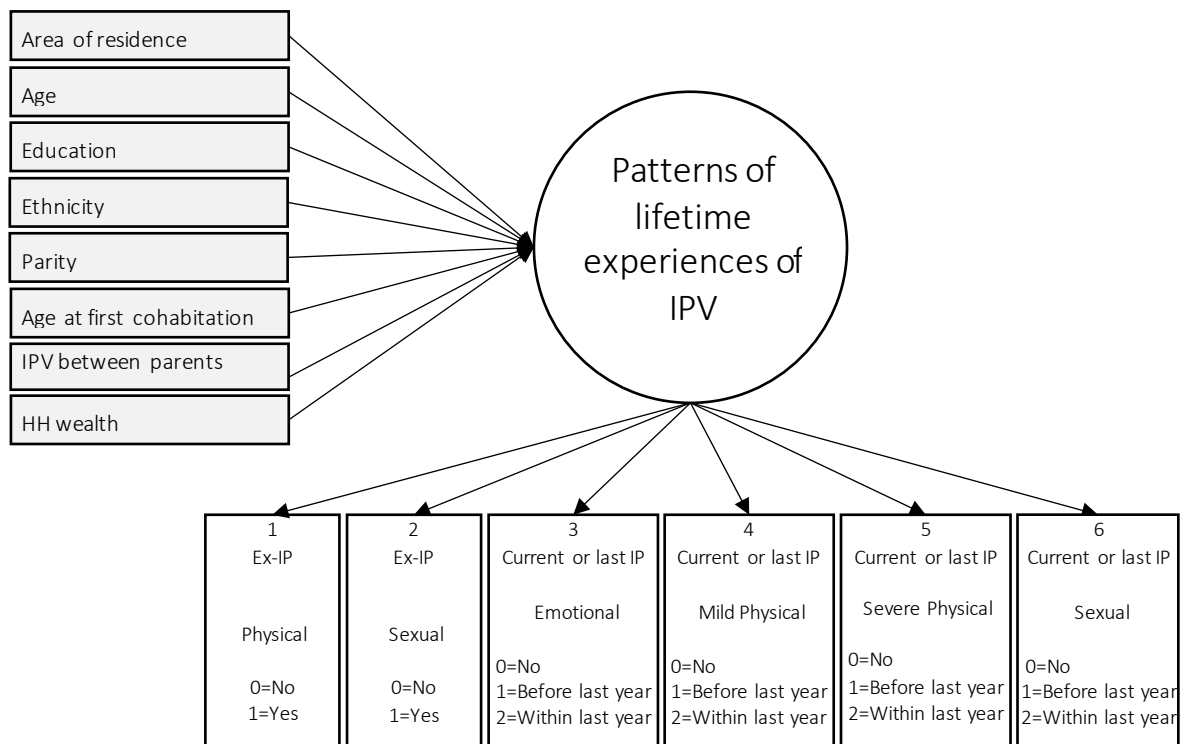 Area of residence
Age
Education
Ethnicity
Parity
Age at first cohabitation
IPV between parents
HH wealth
Patterns of
lifetime
experiences of
IPV
1
Ex-IP
Physical
0=No
1=Yes
2
Ex-IP
Sexual
0=No
1=Yes
3
Current or last IP
Emotional
0=No
1=Before last year
2=Within last year
4
Current or last IP
Mild Physical
0=No
1=Before last year
2=Within last year
5
Current or last IP
Severe Physical
0=No
1=Before last year
2=Within last year
6
Current or last IP
Sexual
0=No
1=Before last year
2=Within last year